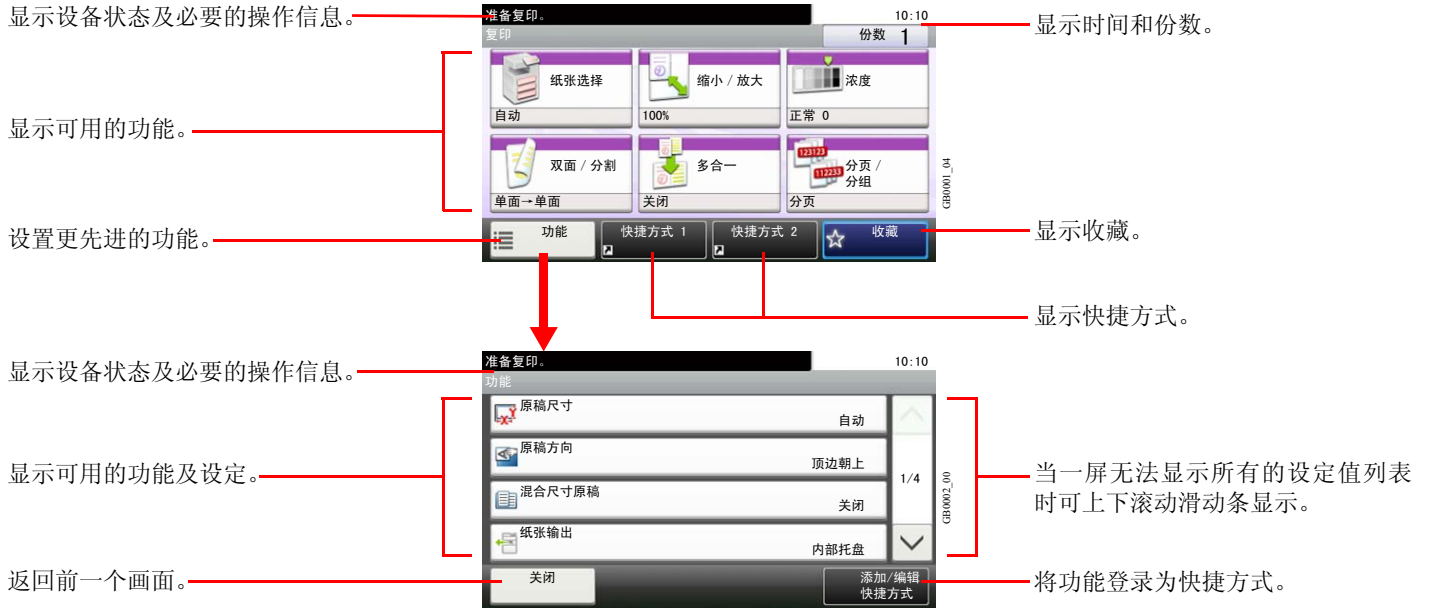 显示设备状态及必要的操作信息。
准备复印。
10:10
显示时间和份数。
复印
份数 1
纸张选择
自动
缩小 / 放大
100%
浓度
正常 0
显示可用的功能。
双面 / 分割
单面→单面
多合一
关闭
123123
112233
分页 /
分组
分页
GB0001_04
设置更先进的功能。
功能
快捷方式 1
快捷方式 2
收藏
显示收藏。
显示快捷方式。
显示设备状态及必要的操作信息。
准备复印。
10:10
功能
原稿尺寸
自动
原稿方向
顶边朝上
混合尺寸原稿
关闭
纸张输出
内部托盘
1/4
GB0002_00
显示可用的功能及设定。
当一屏无法显示所有的设定值列表
时可上下滚动滑动条显示。
返回前一个画面。
关闭
添加/编辑
快捷方式
将功能登录为快捷方式。